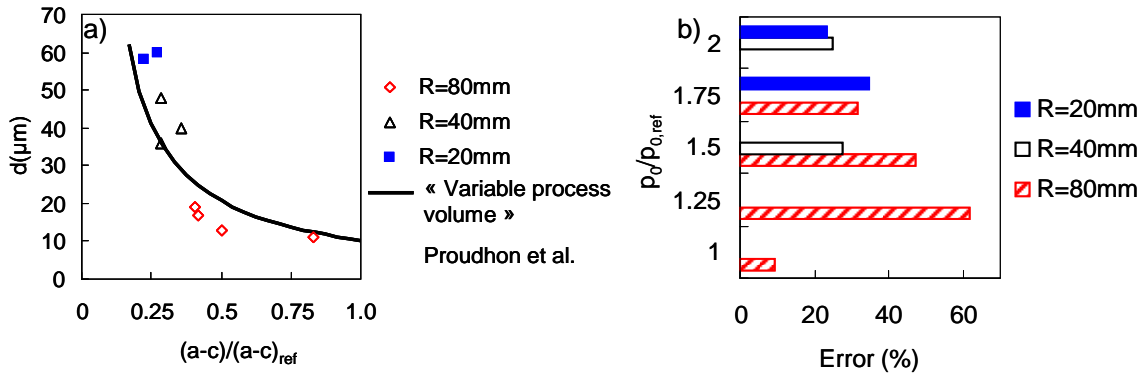 a)
70
60
50
40
30
20
10
0
d(µm)
0 0.25 0.5 0.75 1.0
(a-c)/(a-c)ref
R=80mm
R=40mm
R=20mm
« Variable process
volume »
Proudhon et al.
b)
2
1.75
1.5
1.25
1
p0/p0,ref
0 20 40 60
Error (%)
R=20mm
R=40mm
R=80mm